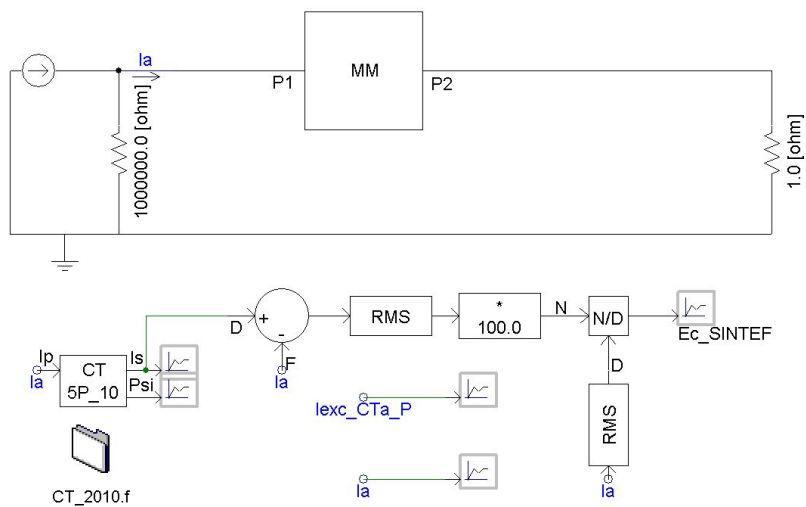 Ia
P1
MM
P2
1000000.0 [ohm]
1.0 [ohm]
D
+
-
F
Ia
RMS
*
100.0
N
N/D
D
Ec_SINTEF
RMS
Ia
Ip
Ia
CT
5P_10
Is
Psi
Iexc_CTa_P
Ia
CT_2010.f